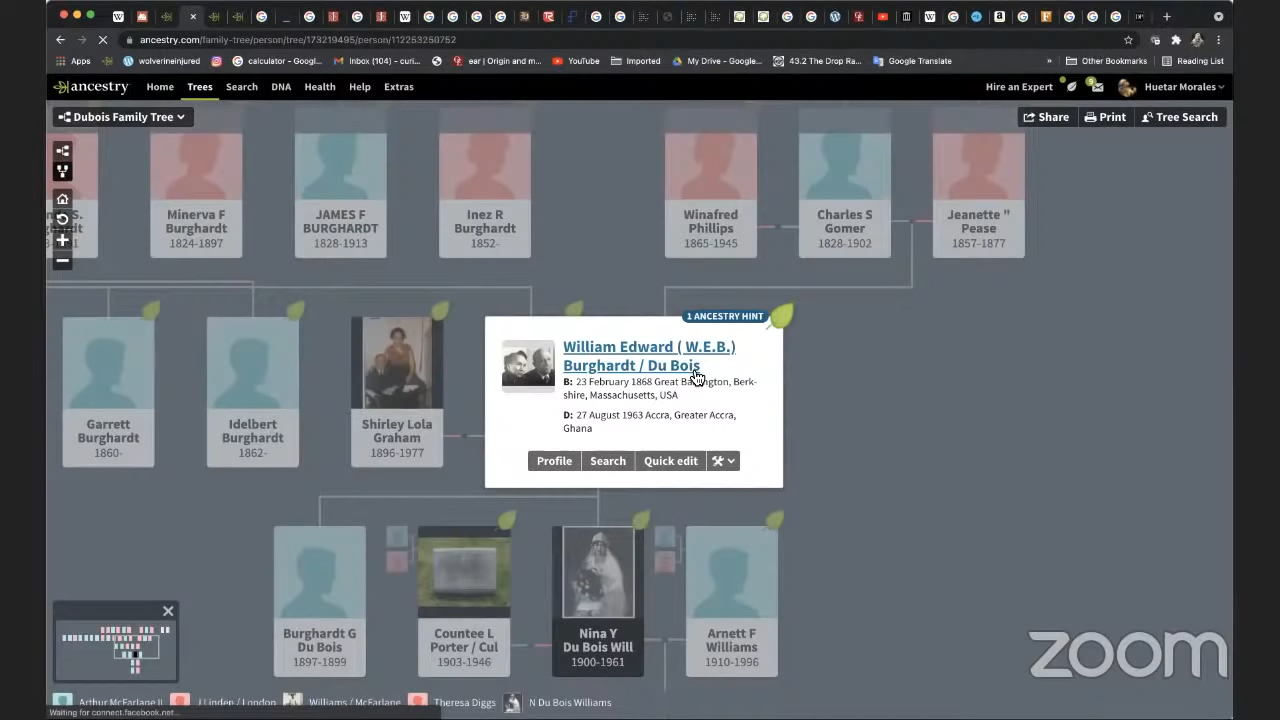 ancestry.com/family-tree/person/tree/173219495/person/112253250752
Apps
wolverineinjured
calculator - Googl...
Inbox (104) - curi...
ear | Origin and m...
YouTube
Imported
My Drive - Google...
43.2 The Drop Ra...
Google Translate
»
Other Bookmarks
Reading List
ancestry
Home
Trees
Search
DNA
Health
Help
Extras
Hire an Expert
Huetar Morales
Dubois Family Tree
Share
Print
Tree Search
Minerva F
Burghardt
1824-1897
JAMES F
BURGHARDT
1828-1913
Inez R
Burghardt
1852-
Winafred
Phillips
1865-1945
Charles S
Gomer
1828-1902
Jeanette "
Pease
1857-1877
Garrett
Burghardt
1860-
Idelbert
Burghardt
1862-
Shirley Lola
Graham
1896-1977
1 ANCESTRY HINT
William Edward ( W.E.B.)
Burghardt / Du Bois
B: 23 February 1868 Great Ba ngton, Berk-
shire, Massachusetts, USA
D: 27 August 1963 Accra, Greater Accra,
Ghana
Profile
Search
Quick edit
Burghardt G
Du Bois
1897-1899
Countee L
Porter / Cul
1903-1946
Nina Y
Du Bois Will
1900-1961
Arnett F
Williams
1910-1996
Arthur McFarlane II
J Linden / London
Williams / McFarlane
Theresa Diggs
N Du Bois Williams
Waiting for connect.facebook.net...
zoom